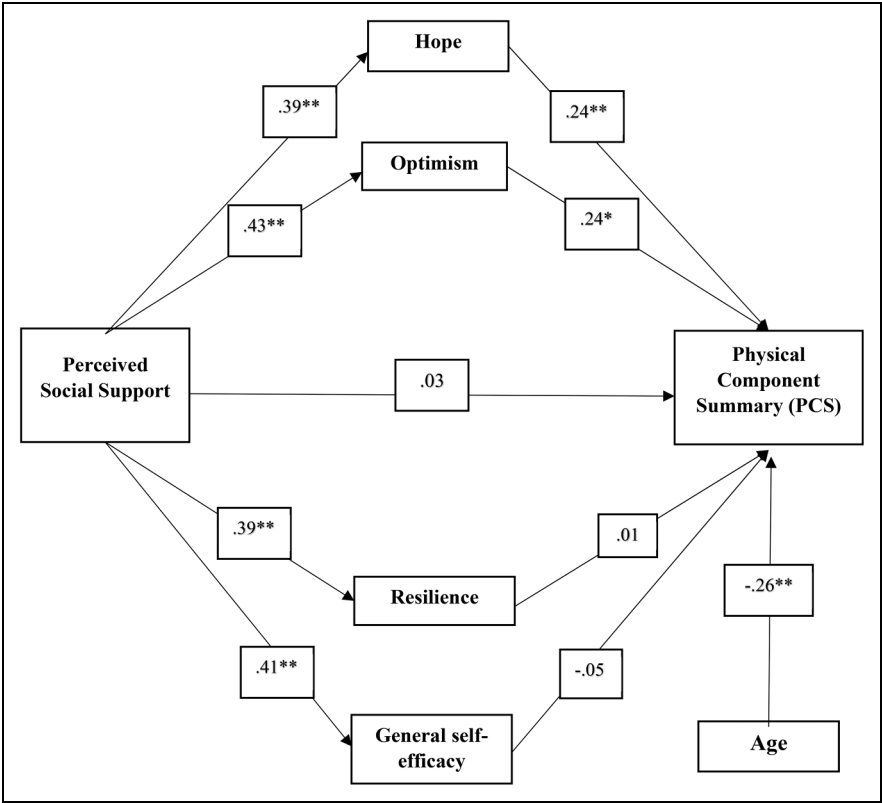 Hope
.39**
.24**
Optimism
.43**
.24*
Perceived
Social Support
.03
Physical
Component
Summary (PCS)
.39**
.01
Resilience
-.26**
.41**
-.05
General self-
efficacy
Age